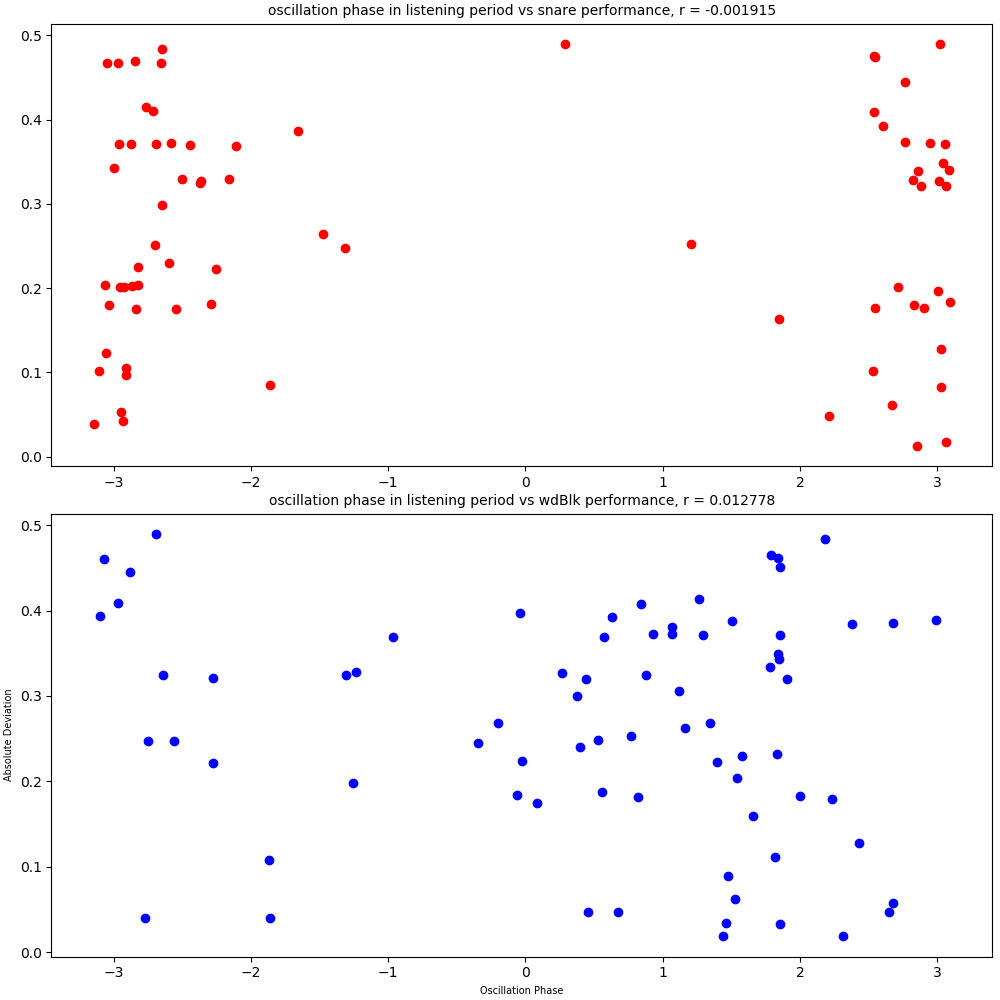 oscillation phase in listening period vs snare performance, r = -0.001915
0.5
0.4
0.3
0.2
0.1
0.0
−3 −2 −1 0 1 2 3
oscillation phase in listening period vs wdBlk performance, r = 0.012778
0.5
0.4
0.3
0.2
0.1
0.0
Absolute Deviation
−3 −2 −1 0 1 2 3
Oscillation Phase